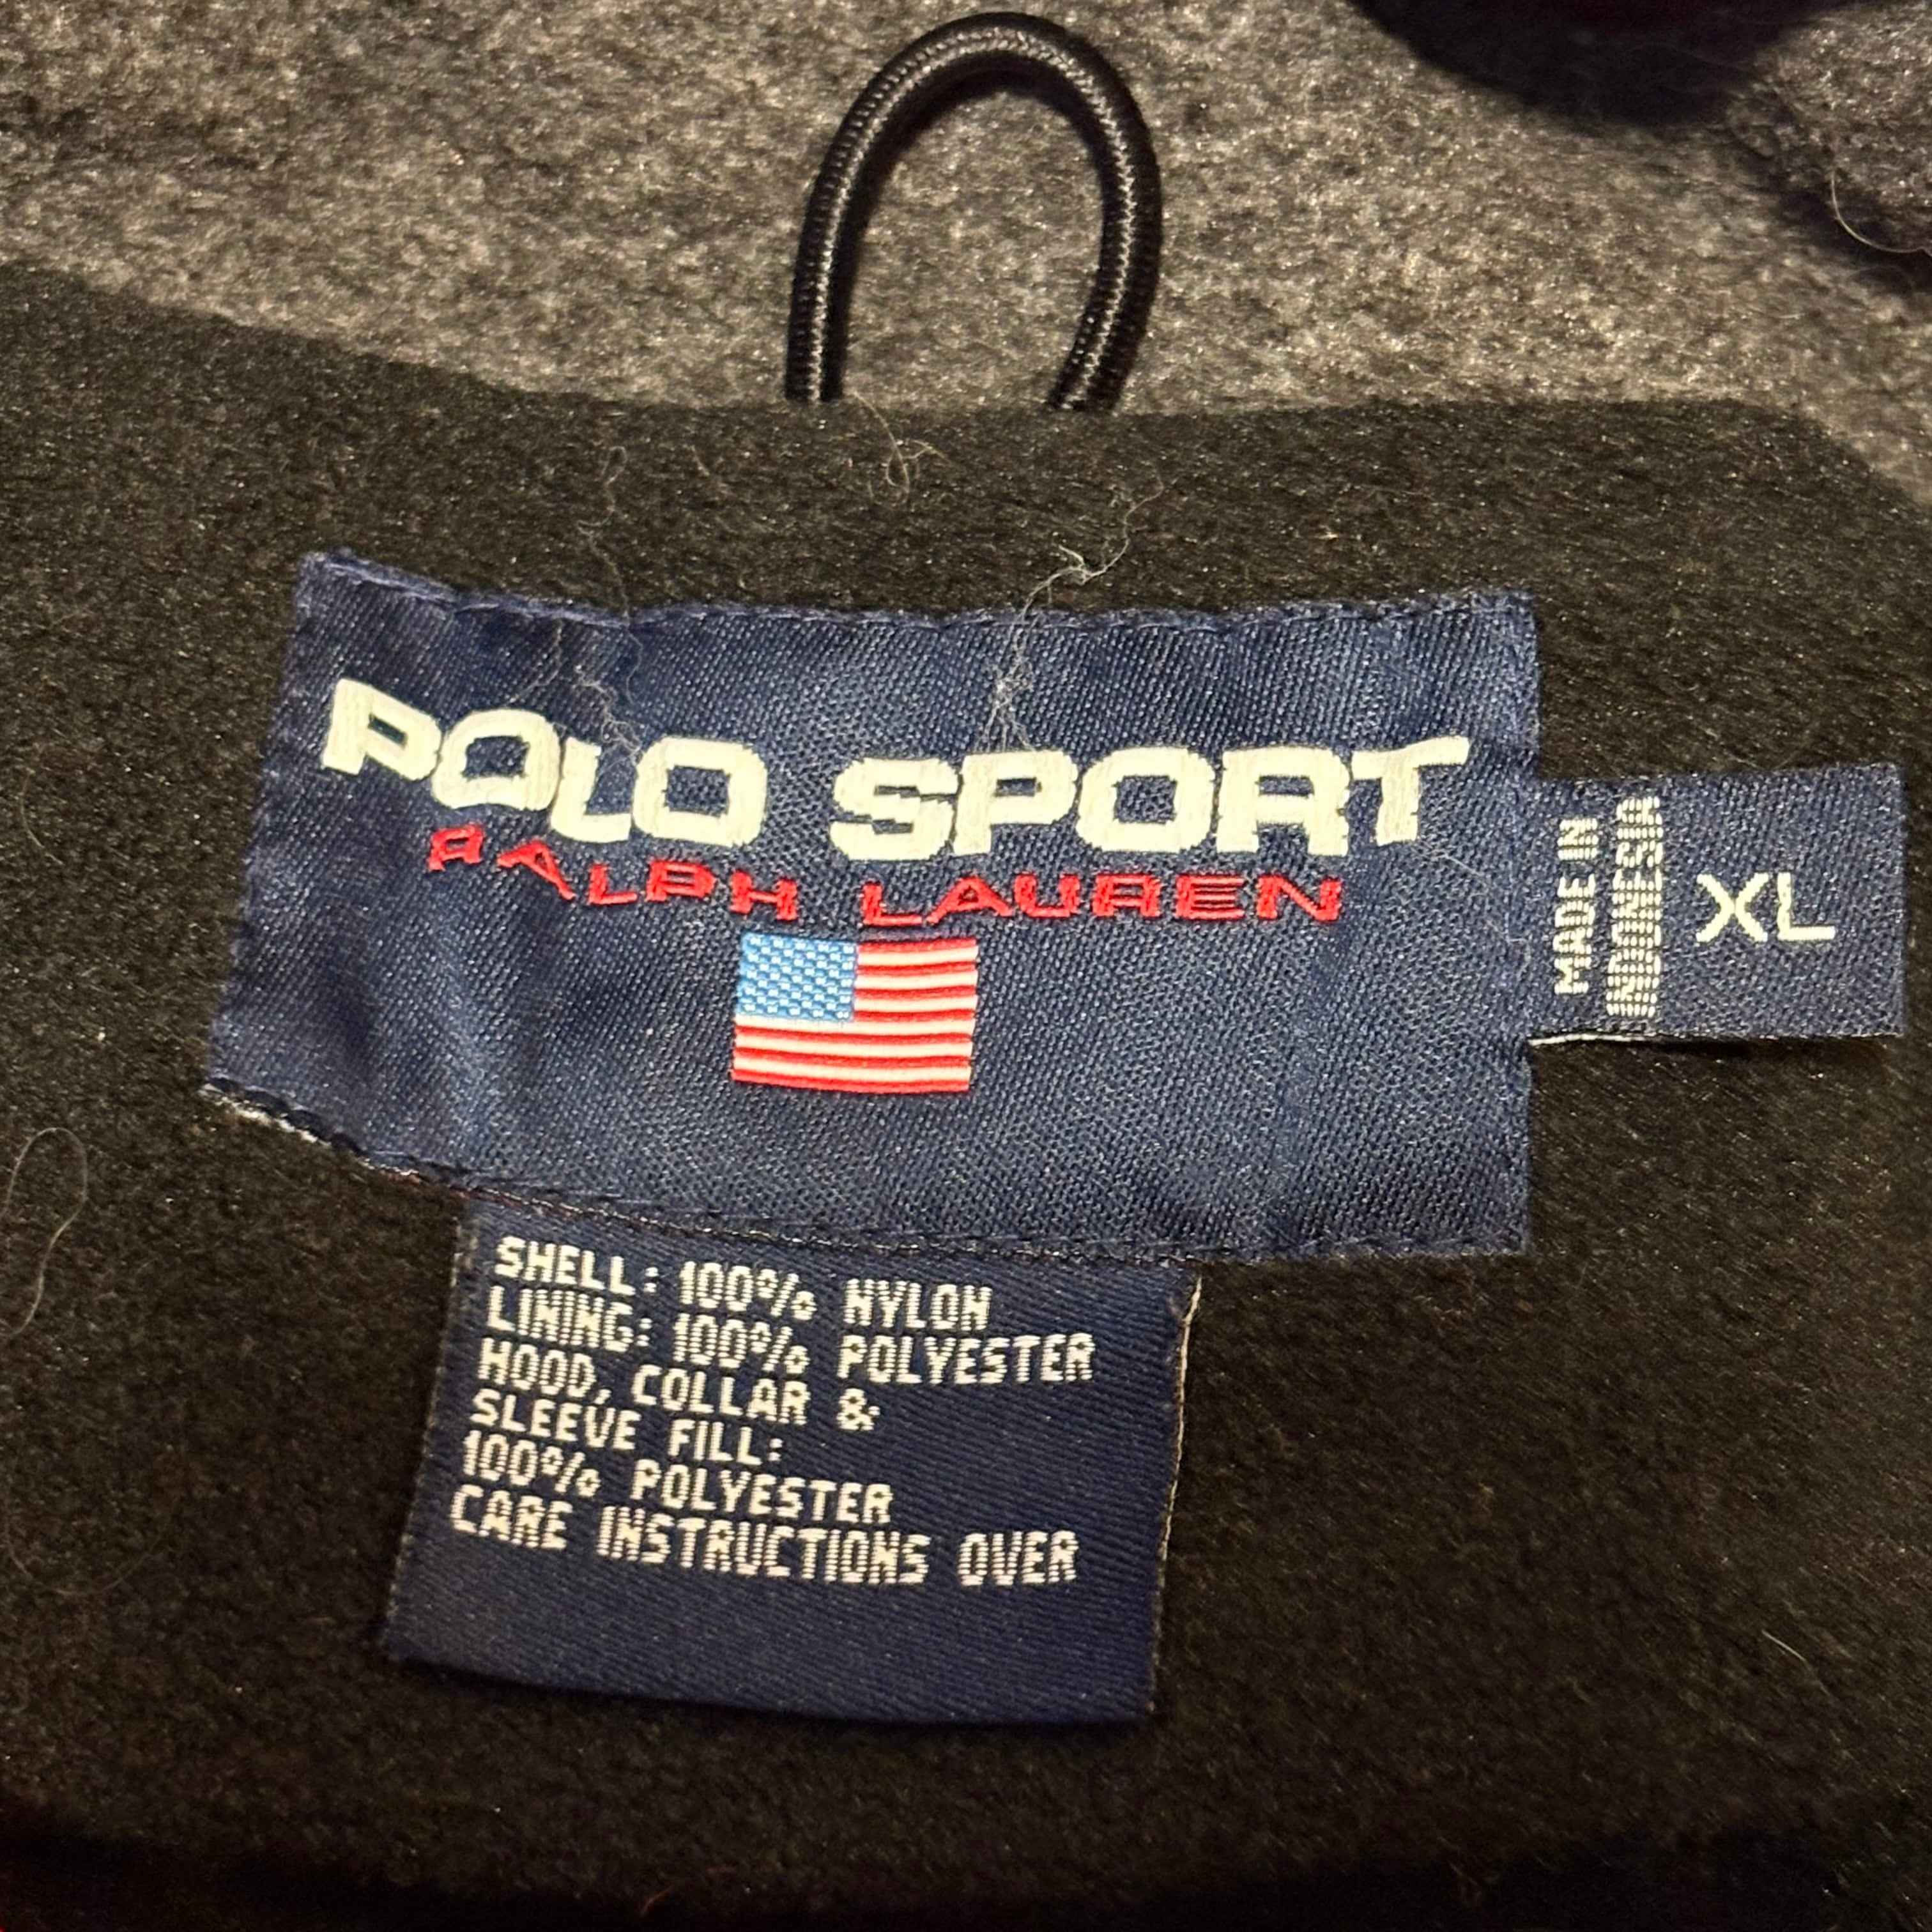 POLO SPORT
RALPH LAUREN
MADE IN
INDONESIA
XL
SHELL: 100% NYLON
LINING: 100% POLYESTER
HOOD, COLLAR &
SLEEVE FILL:
100% POLYESTER
CARE INSTRUCTIONS OVER